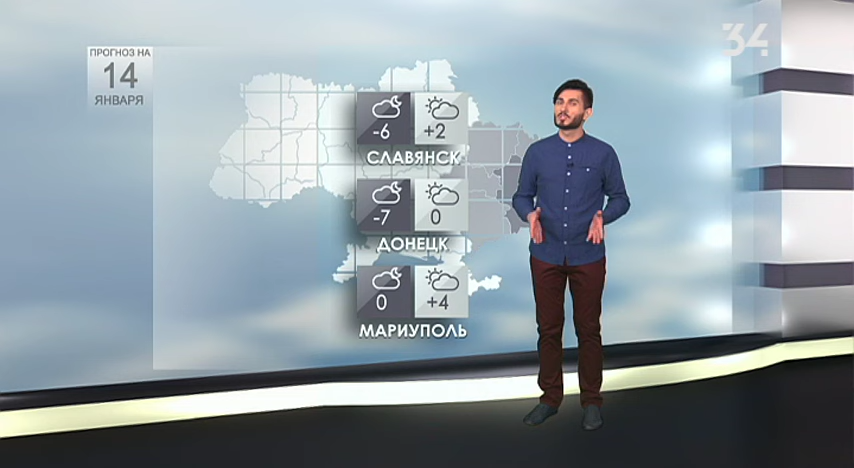 34
ПРОГНОЗ НА
14
ЯНВАРЯ
-6 +2
СЛАВЯНСК
-7 0
ДОНЕЦК
0 +4
МАРИУПОЛЬ